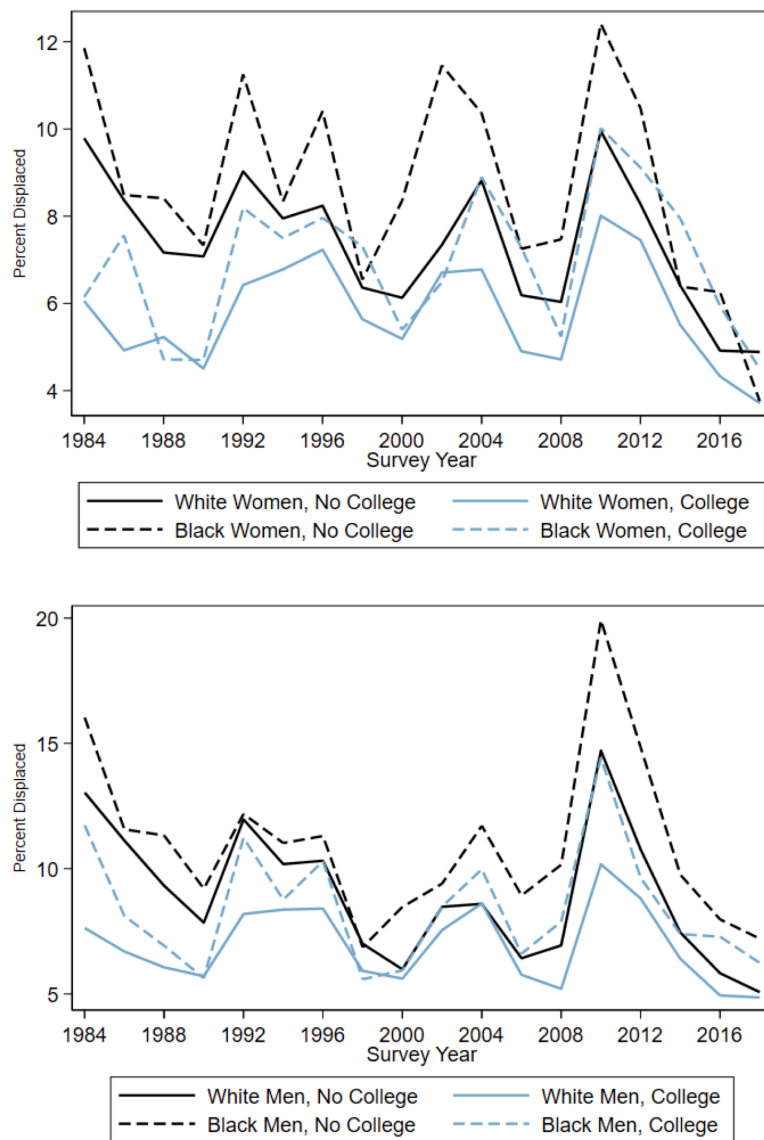 12
10
8
6
4
Percent Displaced
1984 1988 1992 1996 2000 2004 2008 2012 2016
Survey Year
White Women, No College White Women, College
Black Women, No College Black Women, College
20
15
10
5
Percent Displaced
1984 1988 1992 1996 2000 2004 2008 2012 2016
Survey Year
White Men, No College White Men, College
Black Men, No College Black Men, College